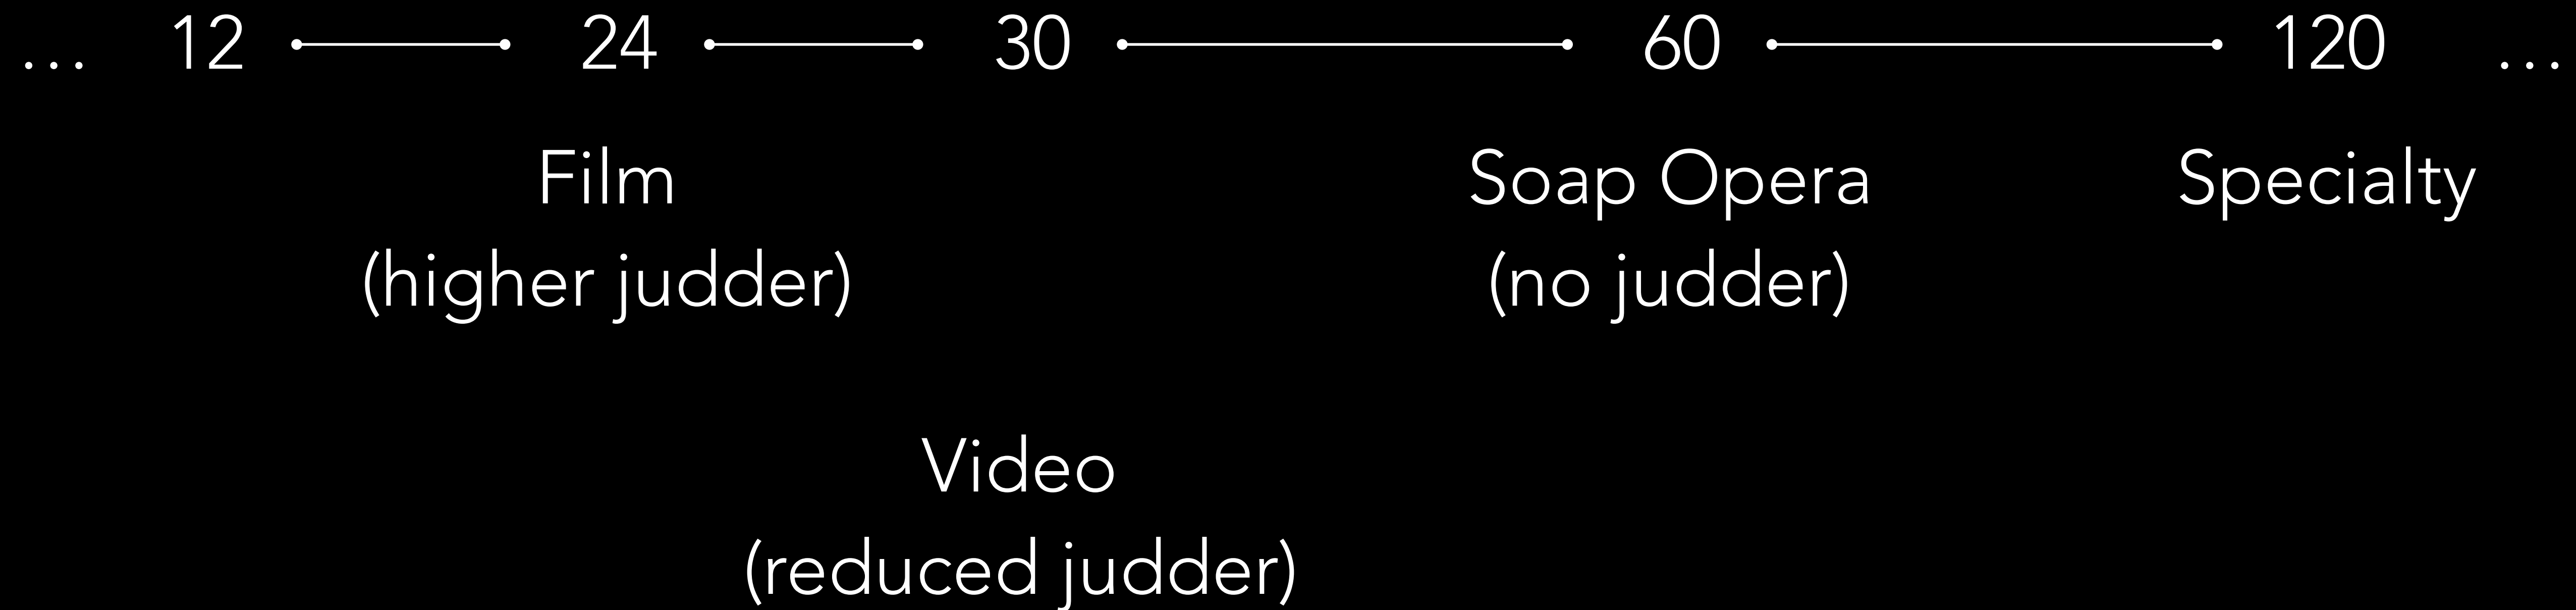 ... 12 24 30 60 120 ...
Film Soap Opera Specialty
(higher judder) (no judder)
Video
(reduced judder)